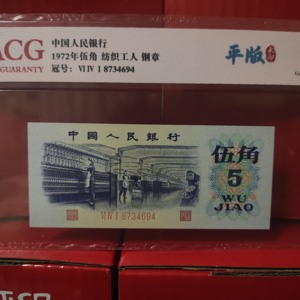 ACG
GUARANTY
中国人民银行
1972年伍角 纺织工人 钢章
冠号: VI IV I 8734694
平版
中国人民银行
伍角
5
WU
JIAO
VI IV I 8734694